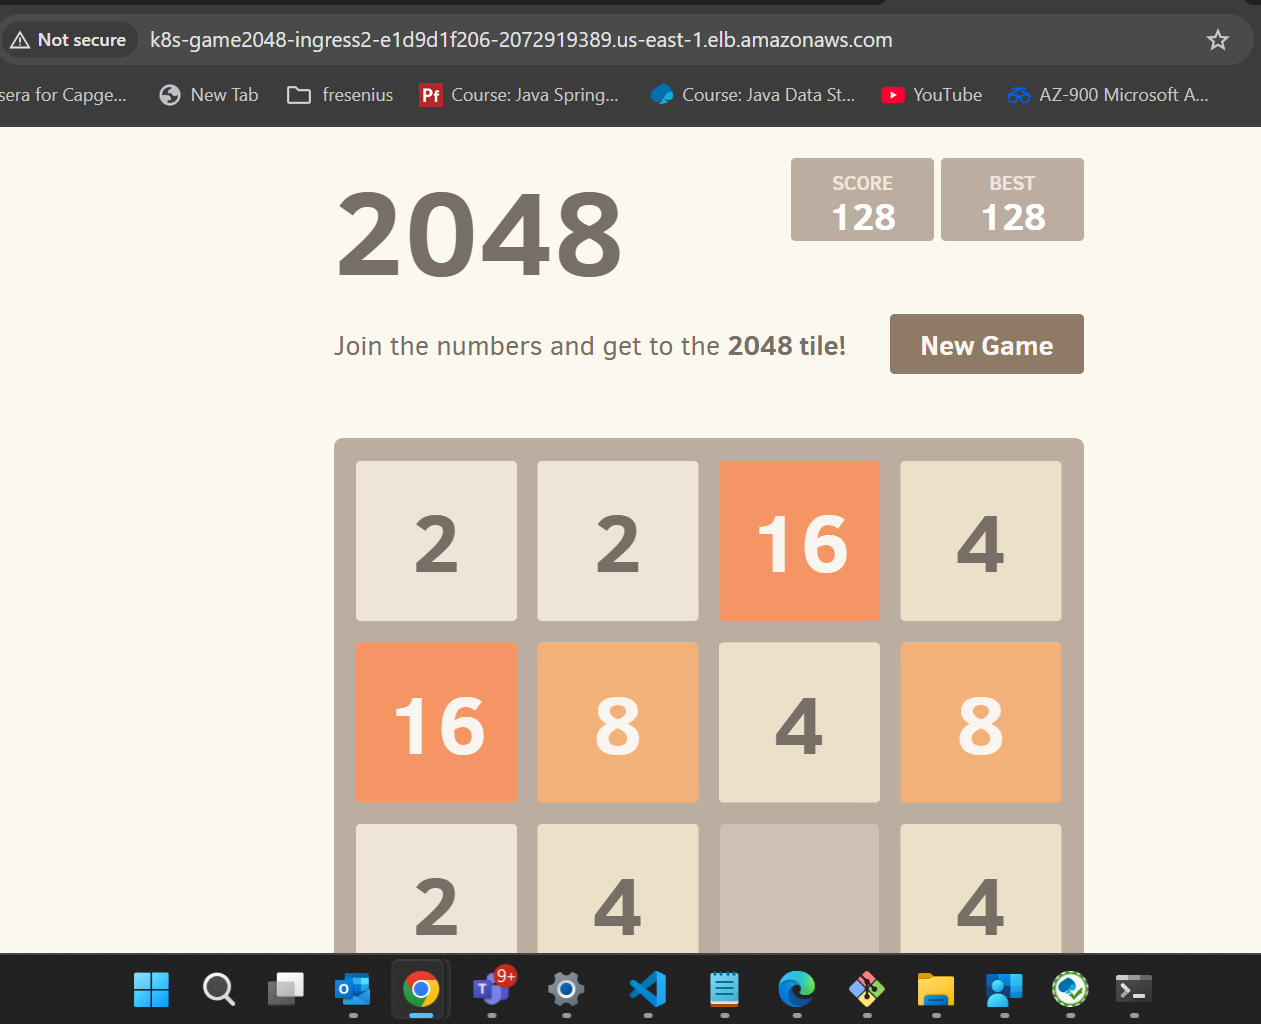 Not secure k8s-game2048-ingress2-e1d9d1f206-2072919389.us-east-1.elb.amazonaws.com
sera for Capge... New Tab fresenius Pf Course: Java Spring... Course: Java Data St... YouTube AZ-900 Microsoft A...
SCORE BEST
128 128
2048
Join the numbers and get to the 2048 tile! New Game
2 2 16 4
16 8 4 8
2 4 4
9+